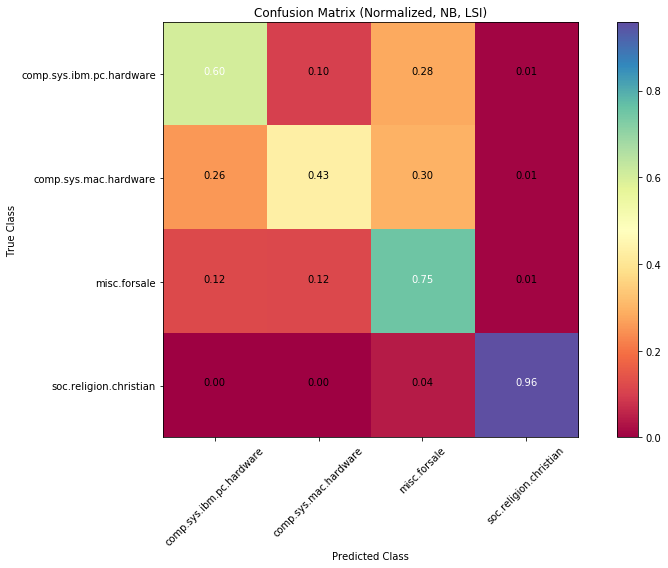 Confusion Matrix (Normalized, NB, LSI)
True Class
comp.sys.ibm.pc.hardware 0.60 0.10 0.28 0.01
comp.sys.mac.hardware 0.26 0.43 0.30 0.01
misc.forsale 0.12 0.12 0.75 0.01
soc.religion.christian 0.00 0.00 0.04 0.96
comp.sys.ibm.pc.hardware
comp.sys.mac.hardware
misc.forsale
soc.religion.christian
Predicted Class
0.8
0.6
0.4
0.2
0.0